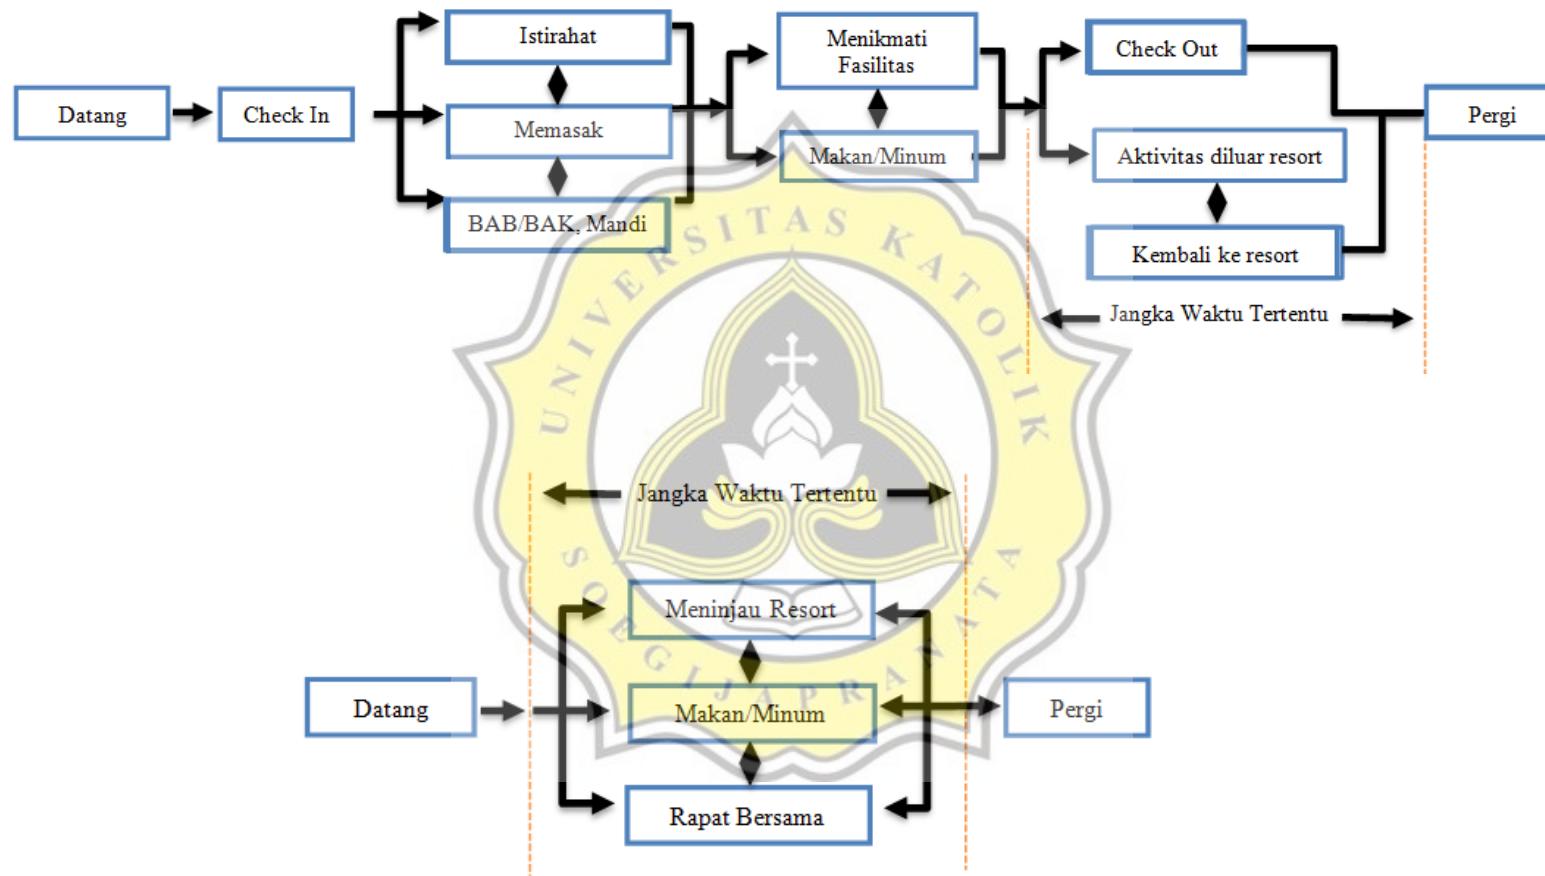 Istirahat
Menikmati
Fasilitas
Check Out
Datang
Check In
Memasak
Pergi
Makan/Minum
Aktivitas diluar resort
BAB/BAK, Mandi
Kembali ke resort
Jangka Waktu Tertentu
UNIVERSITAS KATOLIK
SOEGIJAPRANATA
Jangka Waktu Tertentu
Meninjau Resort
Datang
Makan/Minum
Pergi
Rapat Bersama